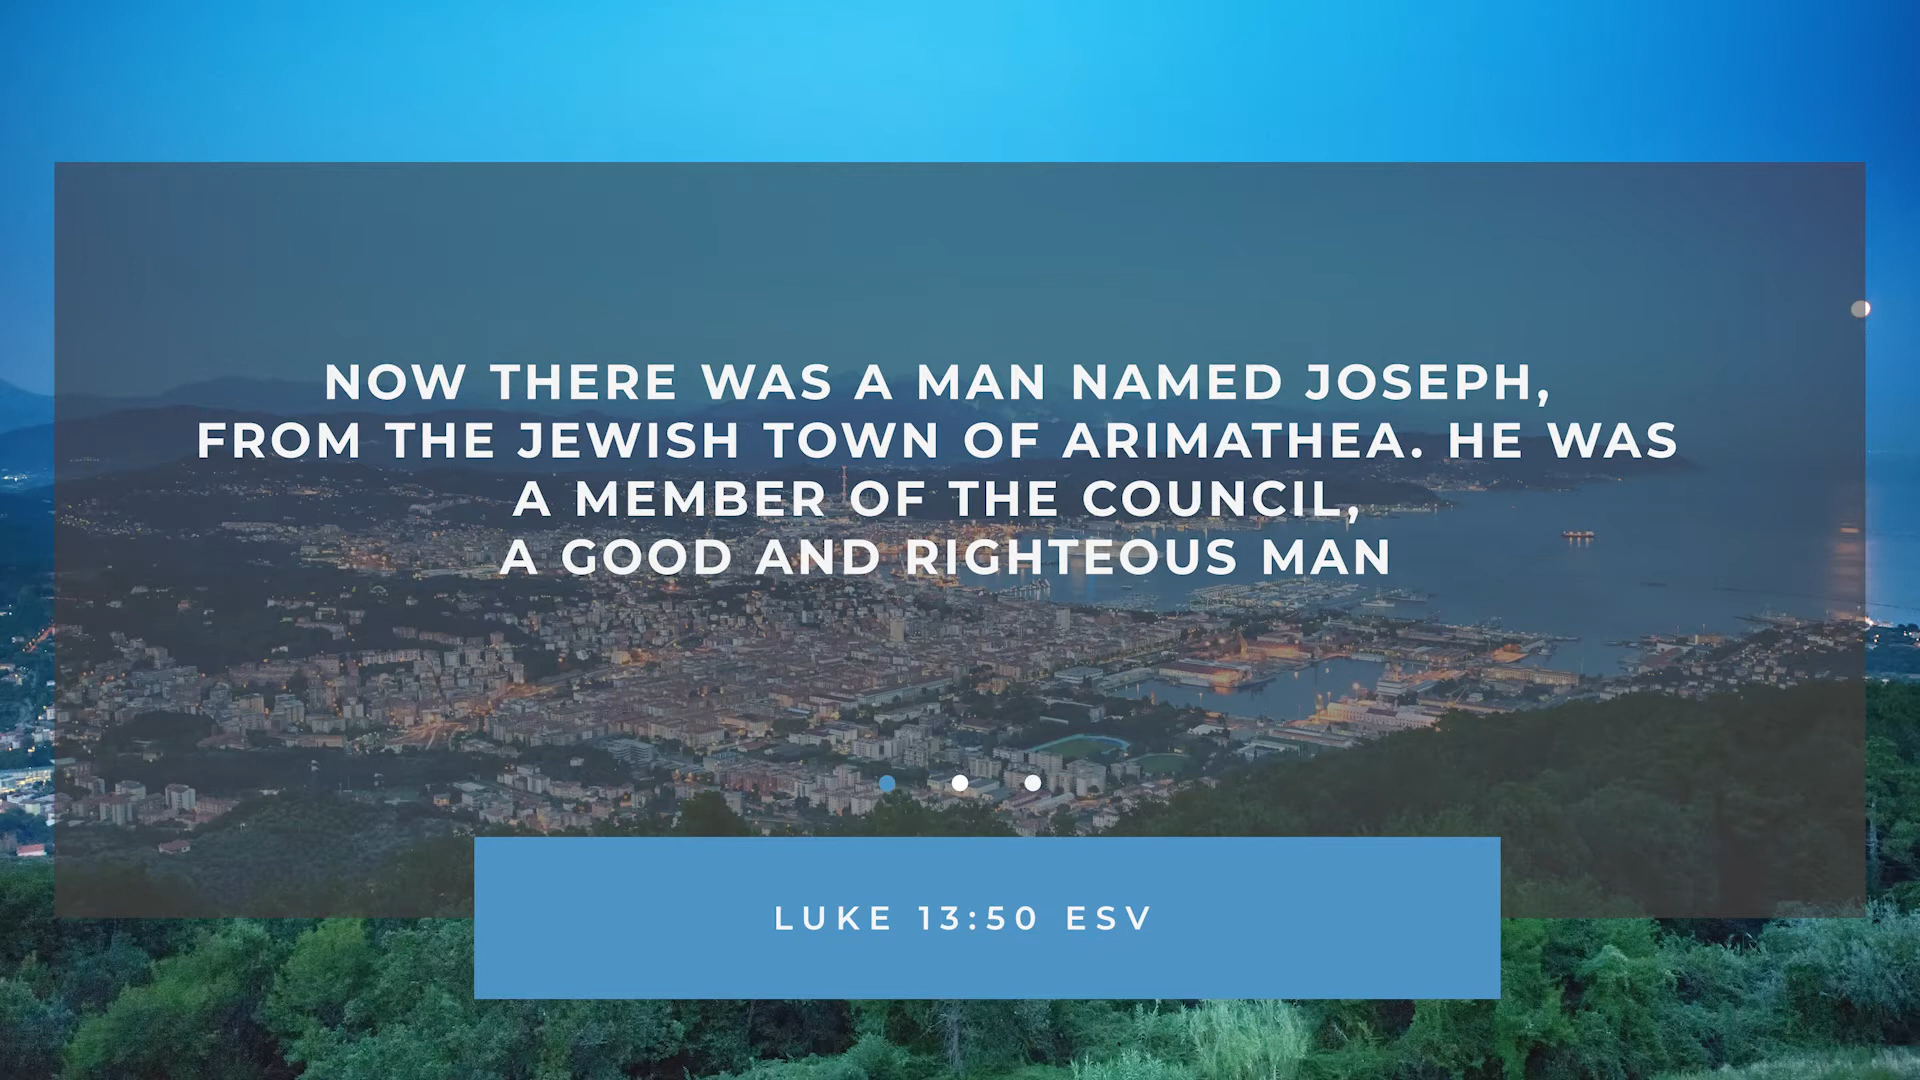 NOW THERE WAS A MAN NAMED JOSEPH,
FROM THE JEWISH TOWN OF ARIMATHEA. HE WAS
A MEMBER OF THE COUNCIL,
A GOOD AND RIGHTEOUS MAN
LUKE 13:50 ESV